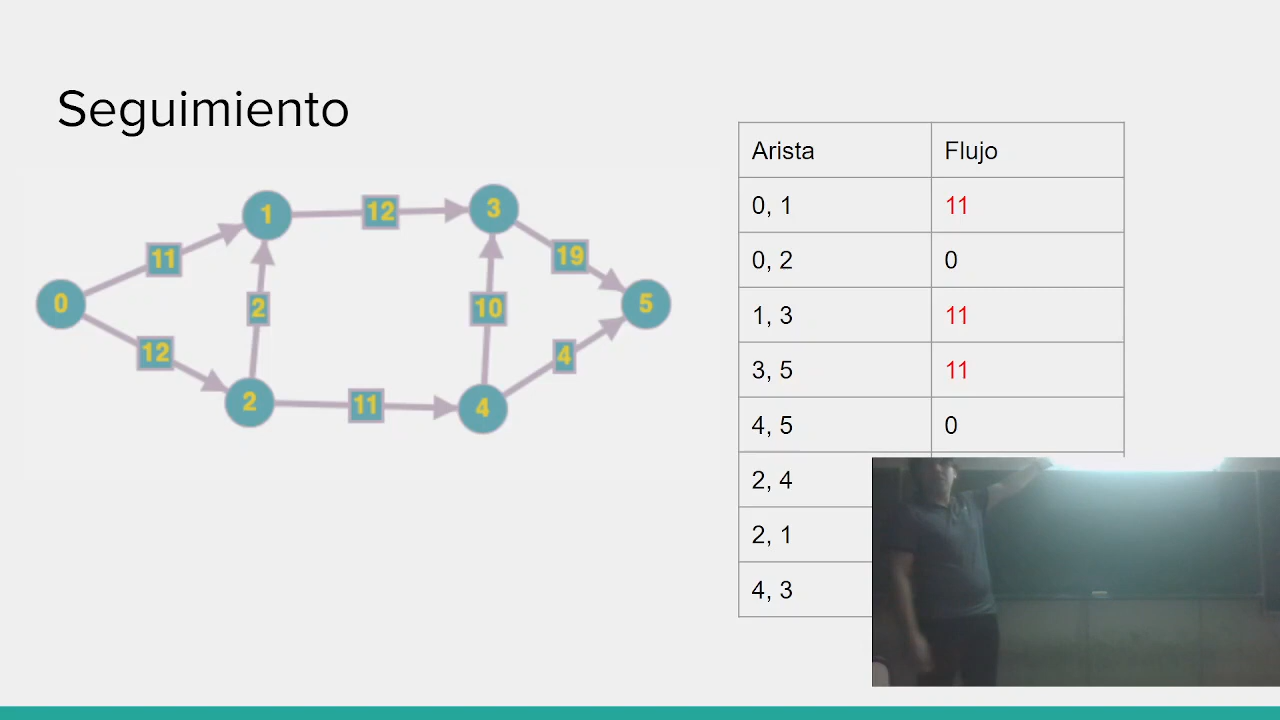 Seguimiento
0
1
2
3
4
5
11
12
2
12
11
10
19
4
Arista Flujo
0, 1 11
0, 2 0
1, 3 11
3, 5 11
4, 5 0
2, 4
2, 1
4, 3